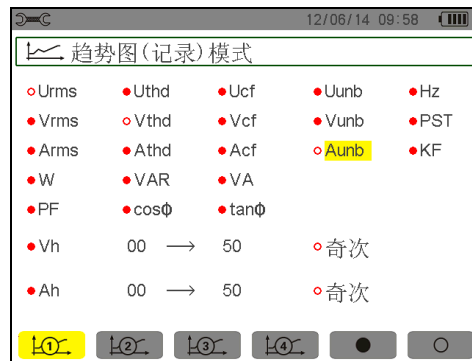 12/06/14 09:58
趋势图(记录)模式
Urms Uthd Ucf Uunb Hz
Vrms Vthd Vcf Vunb PST
Arms Athd Acf Aunb KF
W VAR VA
PF cosΦ tanΦ
Vh 00 → 50 奇次
Ah 00 → 50 奇次
1 2 3 4